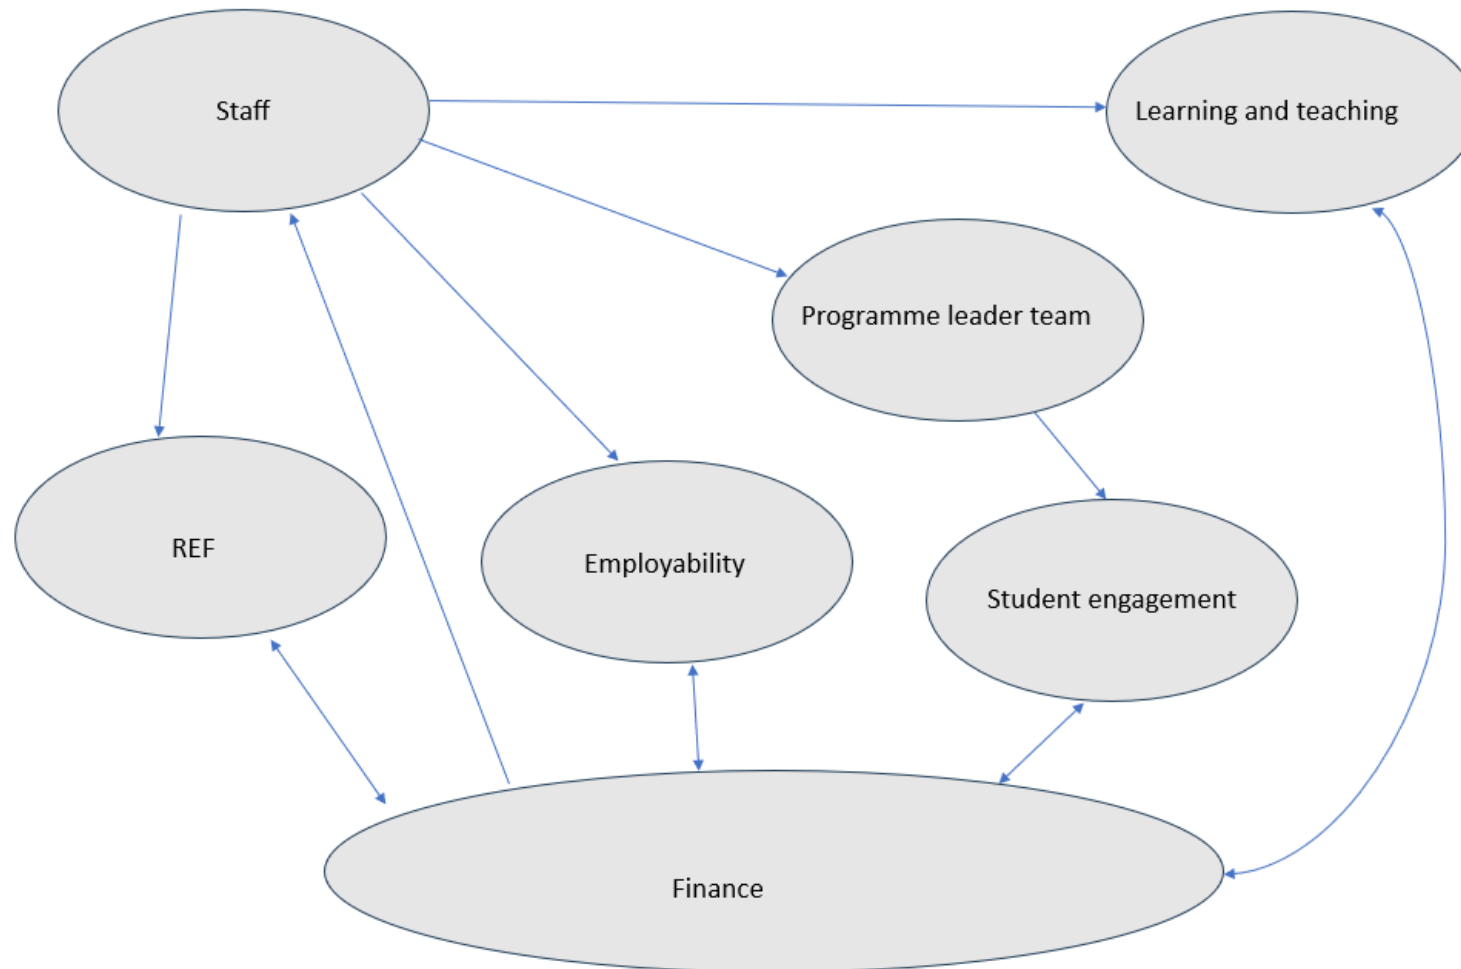 Staff
Learning and teaching
Programme leader team
REF
Employability
Student engagement
Finance